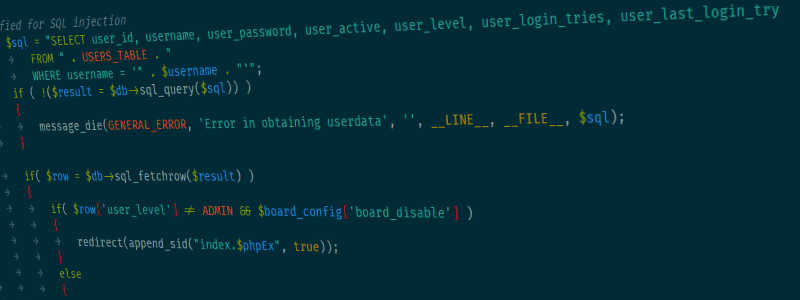 fied for SQL injection
$sql = "SELECT user_id, username, user_password, user_active, user_level, user_login_tries, user_last_login_try
FROM " . USERS_TABLE . "
WHERE username = '" . $username . "'";
if ( !($result = $db->sql_query($sql)) )
{
message_die(GENERAL_ERROR, 'Error in obtaining userdata', '', __LINE__, __FILE__, $sql);
}
if( $row = $db->sql_fetchrow($result) )
{
if( $row['user_level'] != ADMIN && $board_config['board_disable'] )
{
redirect(append_sid("index.$phpEx", true));
}
else
{